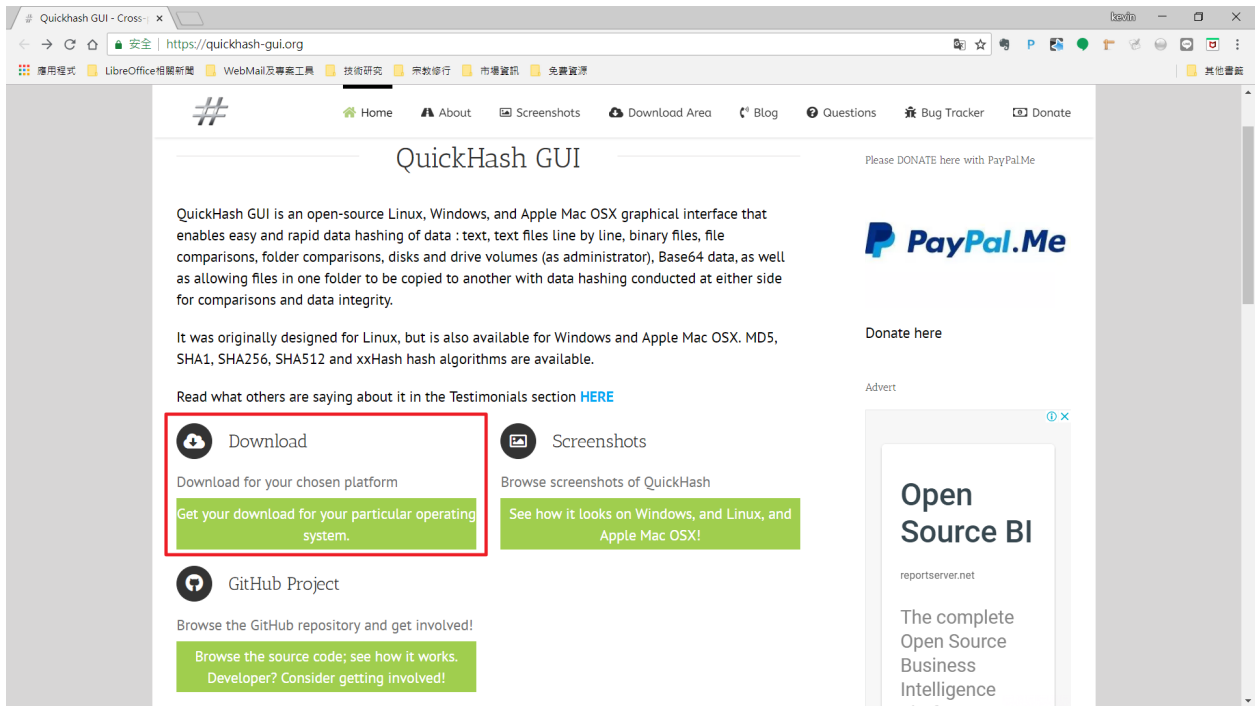 Quickhash GUI - Cross-p
kevin
安全 | https://quickhash-gui.org
應用程式 LibreOffice相關新聞 WebMail及專案工具 技術研究 宗教修行 市場資訊 免費資源 其他書籤
Home About Screenshots Download Area Blog Questions Bug Tracker Donate
QuickHash GUI
QuickHash GUI is an open-source Linux, Windows, and Apple Mac OSX graphical interface that
enables easy and rapid data hashing of data : text, text files line by line, binary files, file
comparisons, folder comparisons, disks and drive volumes (as administrator), Base64 data, as well
as allowing files in one folder to be copied to another with data hashing conducted at either side
for comparisons and data integrity.
It was originally designed for Linux, but is also available for Windows and Apple Mac OSX. MD5,
SHA1, SHA256, SHA512 and xxHash hash algorithms are available.
Read what others are saying about it in the Testimonials section HERE
Download
Download for your chosen platform
Get your download for your particular operating
system.
Screenshots
Browse screenshots of QuickHash
See how it looks on Windows, and Linux, and
Apple Mac OSX!
GitHub Project
Browse the GitHub repository and get involved!
Browse the source code; see how it works.
Developer? Consider getting involved!
Please DONATE here with PayPal.Me
PayPal.Me
Donate here
Advert
Open
Source BI
reportserver.net
The complete
Open Source
Business
Intelligence